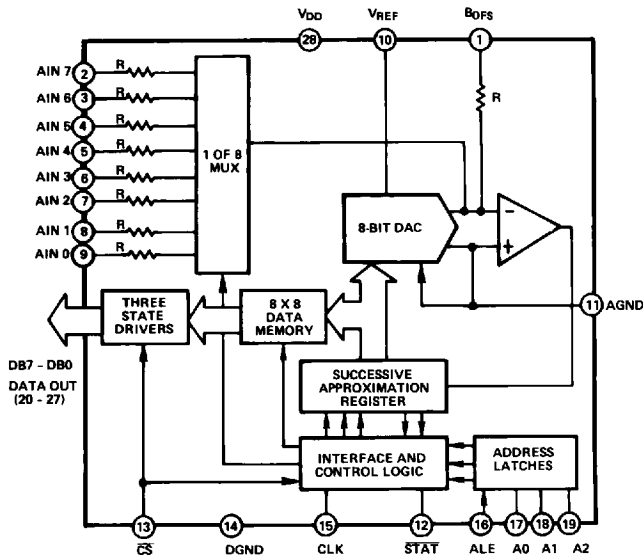 VDD VREF BOFS
28 10 1
AIN 7 2 R
AIN 6 3 R
AIN 5 4 R
AIN 4 5 R
AIN 3 6 R
AIN 2 7 R
AIN 1 8 R
AIN 0 9 R
1 OF 8
MUX
R
8-BIT DAC
−
+
11 AGND
THREE
STATE
DRIVERS
8 X 8
DATA
MEMORY
DB7 – DB0
DATA OUT
(20 - 27)
SUCCESSIVE
APPROXIMATION
REGISTER
INTERFACE AND
CONTROL LOGIC
ADDRESS
LATCHES
13 14 15 12 16 17 18 19
C̅S̅ DGND CLK S̅T̅A̅T̅ ALE A0 A1 A2